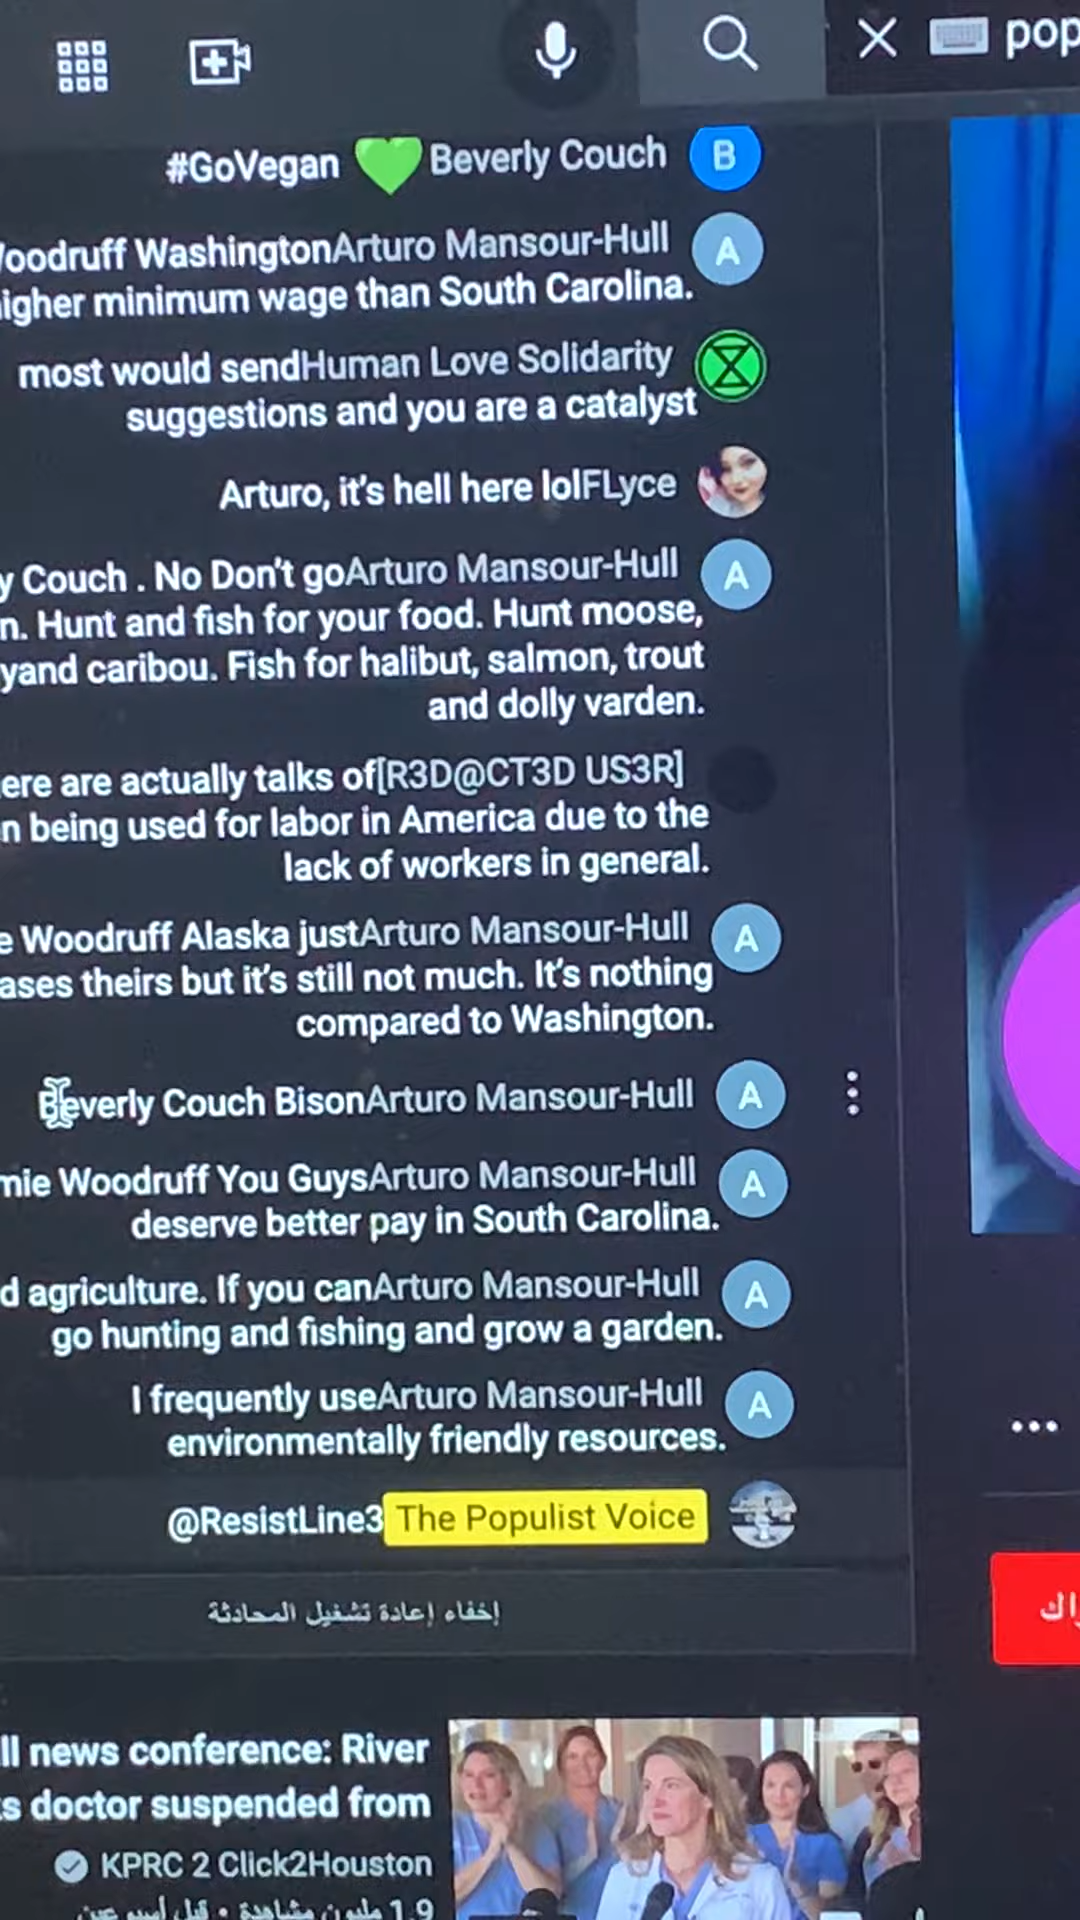 pop
#GoVegan 💚 Beverly Couch B
oodruff WashingtonArturo Mansour-Hull A
igher minimum wage than South Carolina.
most would sendHuman Love Solidarity
suggestions and you are a catalyst
Arturo, it's hell here lolFLyce
y Couch . No Don't goArturo Mansour-Hull A
n. Hunt and fish for your food. Hunt moose,
yand caribou. Fish for halibut, salmon, trout
and dolly varden.
ere are actually talks of[R3D@CT3D US3R]
n being used for labor in America due to the
lack of workers in general.
e Woodruff Alaska justArturo Mansour-Hull A
ases theirs but it's still not much. It's nothing
compared to Washington.
Beverly Couch BisonArturo Mansour-Hull A
mie Woodruff You GuysArturo Mansour-Hull A
deserve better pay in South Carolina.
d agriculture. If you canArturo Mansour-Hull A
go hunting and fishing and grow a garden.
I frequently useArturo Mansour-Hull A
environmentally friendly resources.
@ResistLine3 The Populist Voice
إخفاء إعادة تشغيل المحادثة
اك
ll news conference: River
s doctor suspended from
KPRC 2 Click2Houston
1.9 مليون مشاهدة • قبل أسبوعين